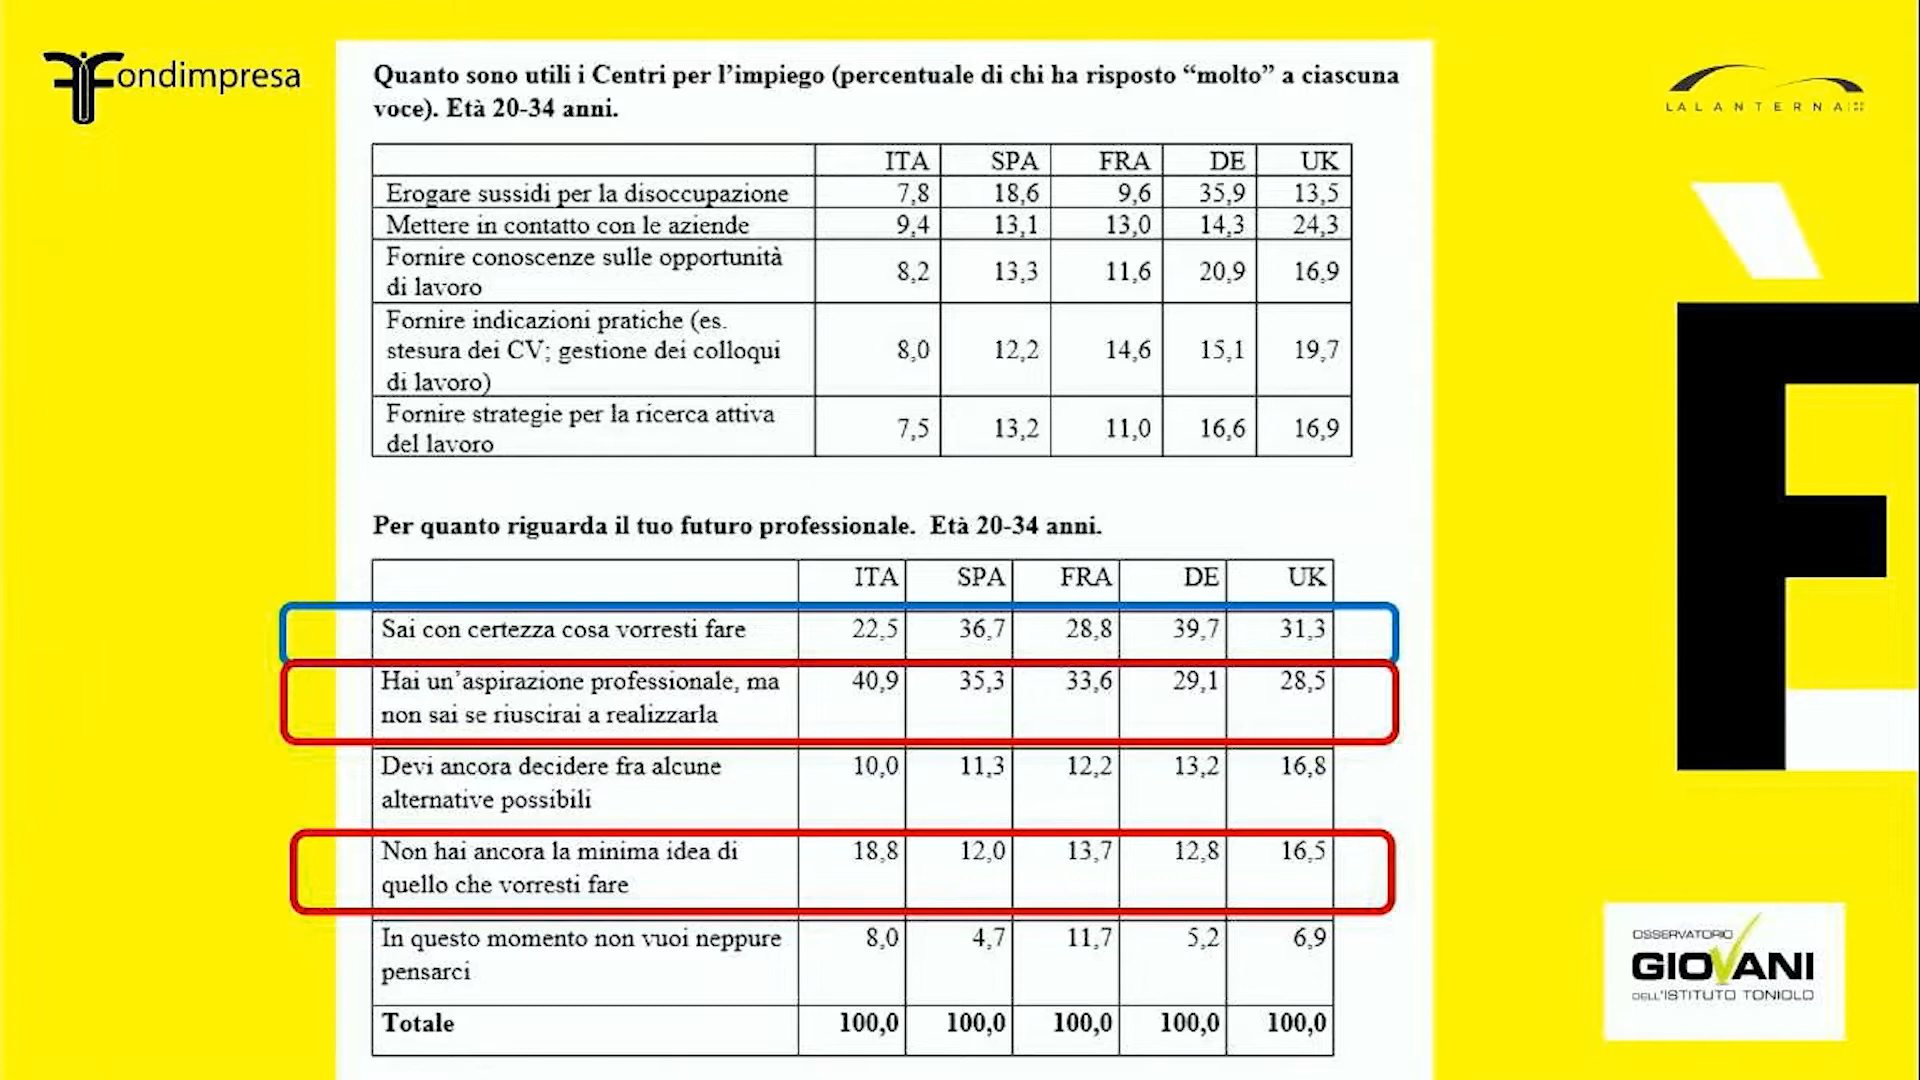 Fondimpresa
LALANTERNA
Quanto sono utili i Centri per l'impiego (percentuale di chi ha risposto “molto” a ciascuna
voce). Età 20-34 anni.
ITA SPA FRA DE UK
Erogare sussidi per la disoccupazione 7,8 18,6 9,6 35,9 13,5
Mettere in contatto con le aziende 9,4 13,1 13,0 14,3 24,3
Fornire conoscenze sulle opportunità
di lavoro 8,2 13,3 11,6 20,9 16,9
Fornire indicazioni pratiche (es.
stesura dei CV; gestione dei colloqui 8,0 12,2 14,6 15,1 19,7
di lavoro)
Fornire strategie per la ricerca attiva
del lavoro 7,5 13,2 11,0 16,6 16,9
Per quanto riguarda il tuo futuro professionale. Età 20-34 anni.
ITA SPA FRA DE UK
Sai con certezza cosa vorresti fare 22,5 36,7 28,8 39,7 31,3
Hai un'aspirazione professionale, ma 40,9 35,3 33,6 29,1 28,5
non sai se riuscirai a realizzarla
Devi ancora decidere fra alcune 10,0 11,3 12,2 13,2 16,8
alternative possibili
Non hai ancora la minima idea di 18,8 12,0 13,7 12,8 16,5
quello che vorresti fare
In questo momento non vuoi neppure 8,0 4,7 11,7 5,2 6,9
pensarci
Totale 100,0 100,0 100,0 100,0 100,0
OSSERVATORIO
GIOVANI
DELL'ISTITUTO TONIOLO